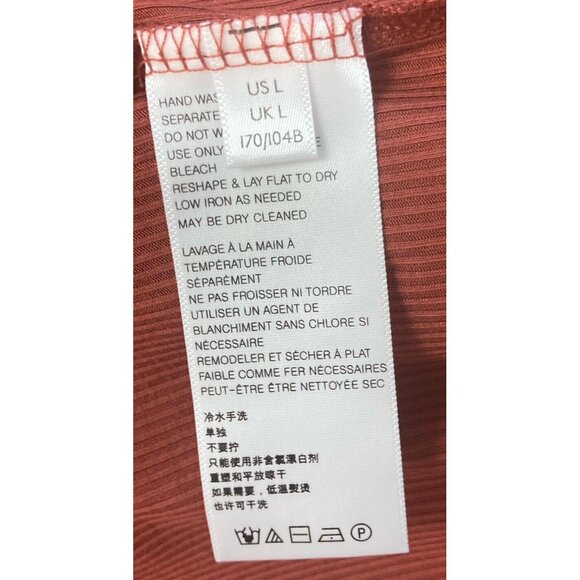 US L
UK L
170/104B
HAND WAS
SEPARATE
DO NOT W
USE ONLY
BLEACH
RESHAPE & LAY FLAT TO DRY
LOW IRON AS NEEDED
MAY BE DRY CLEANED
LAVAGE À LA MAIN À
TEMPÉRATURE FROIDE
SÉPARÉMENT
NE PAS FROISSER NI TORDRE
UTILISER UN AGENT DE
BLANCHIMENT SANS CHLORE SI
NÉCESSAIRE
REMODELER ET SÉCHER À PLAT
FAIBLE COMME FER NÉCESSAIRES
PEUT-ÊTRE ÊTRE NETTOYÉE SEC
冷水手洗
单独
不要拧
只能使用非含氯漂白剂
重塑和平放晾干
如果需要，低温熨烫
也许可干洗
P